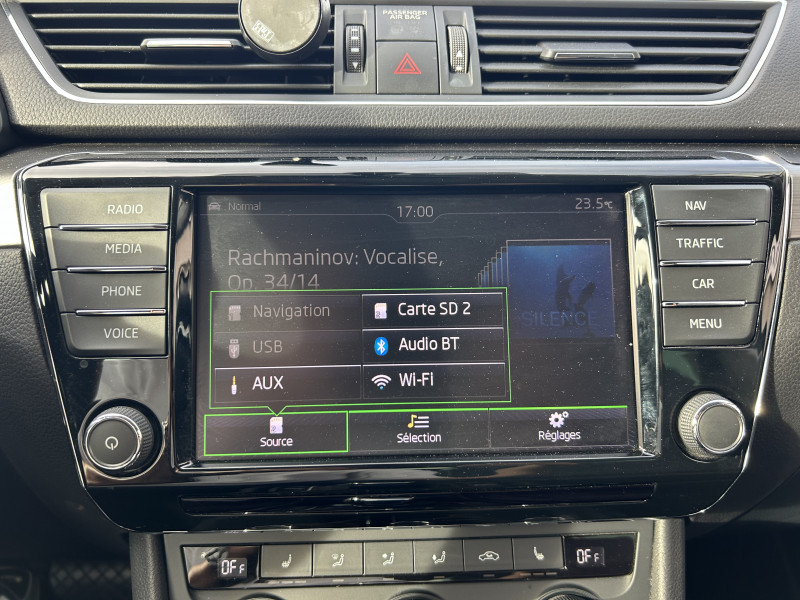 PASSENGER
AIR BAG
RADIO
MEDIA
PHONE
VOICE
Normal
17:00
23.5°C
Rachmaninov: Vocalise,
Op. 34/14
SILENCE
Navigation
Carte SD 2
USB
Audio BT
AUX
Wi-Fi
Source
Sélection
Réglages
NAV
TRAFFIC
CAR
MENU
OFF
OFF